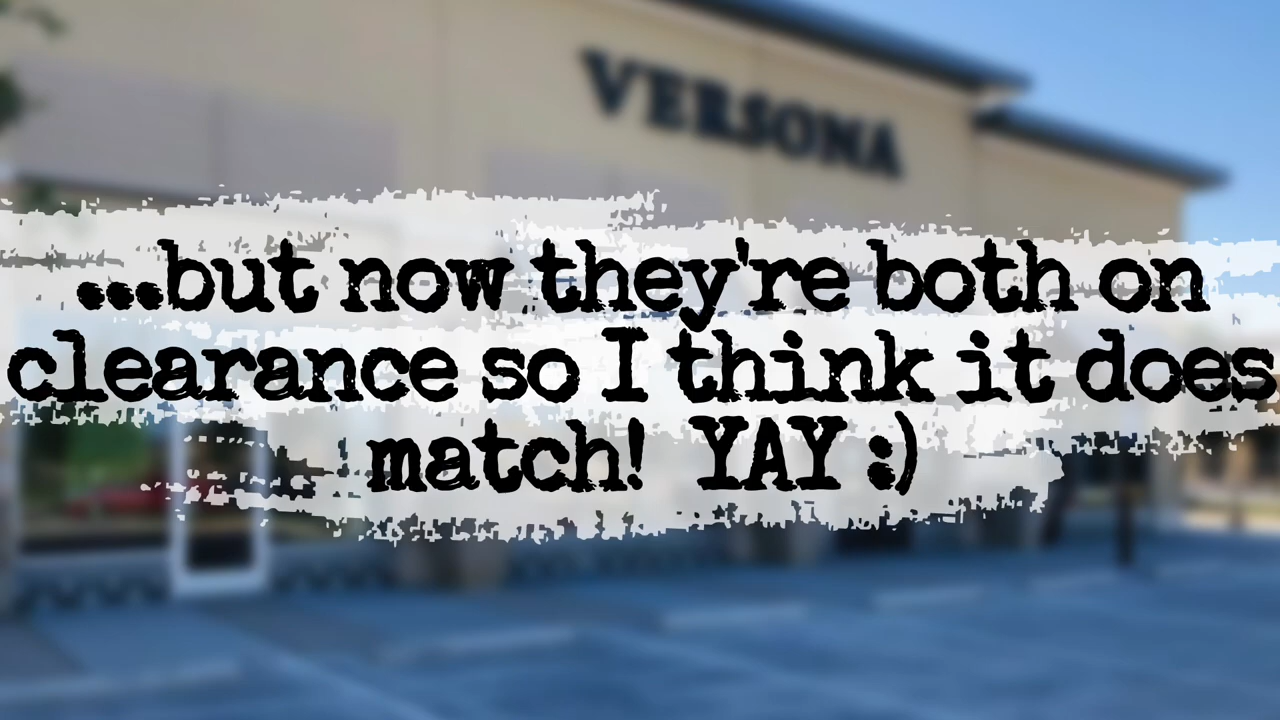 VERSONA
...but now they're both on
clearance so I think it does
match!  YAY :)